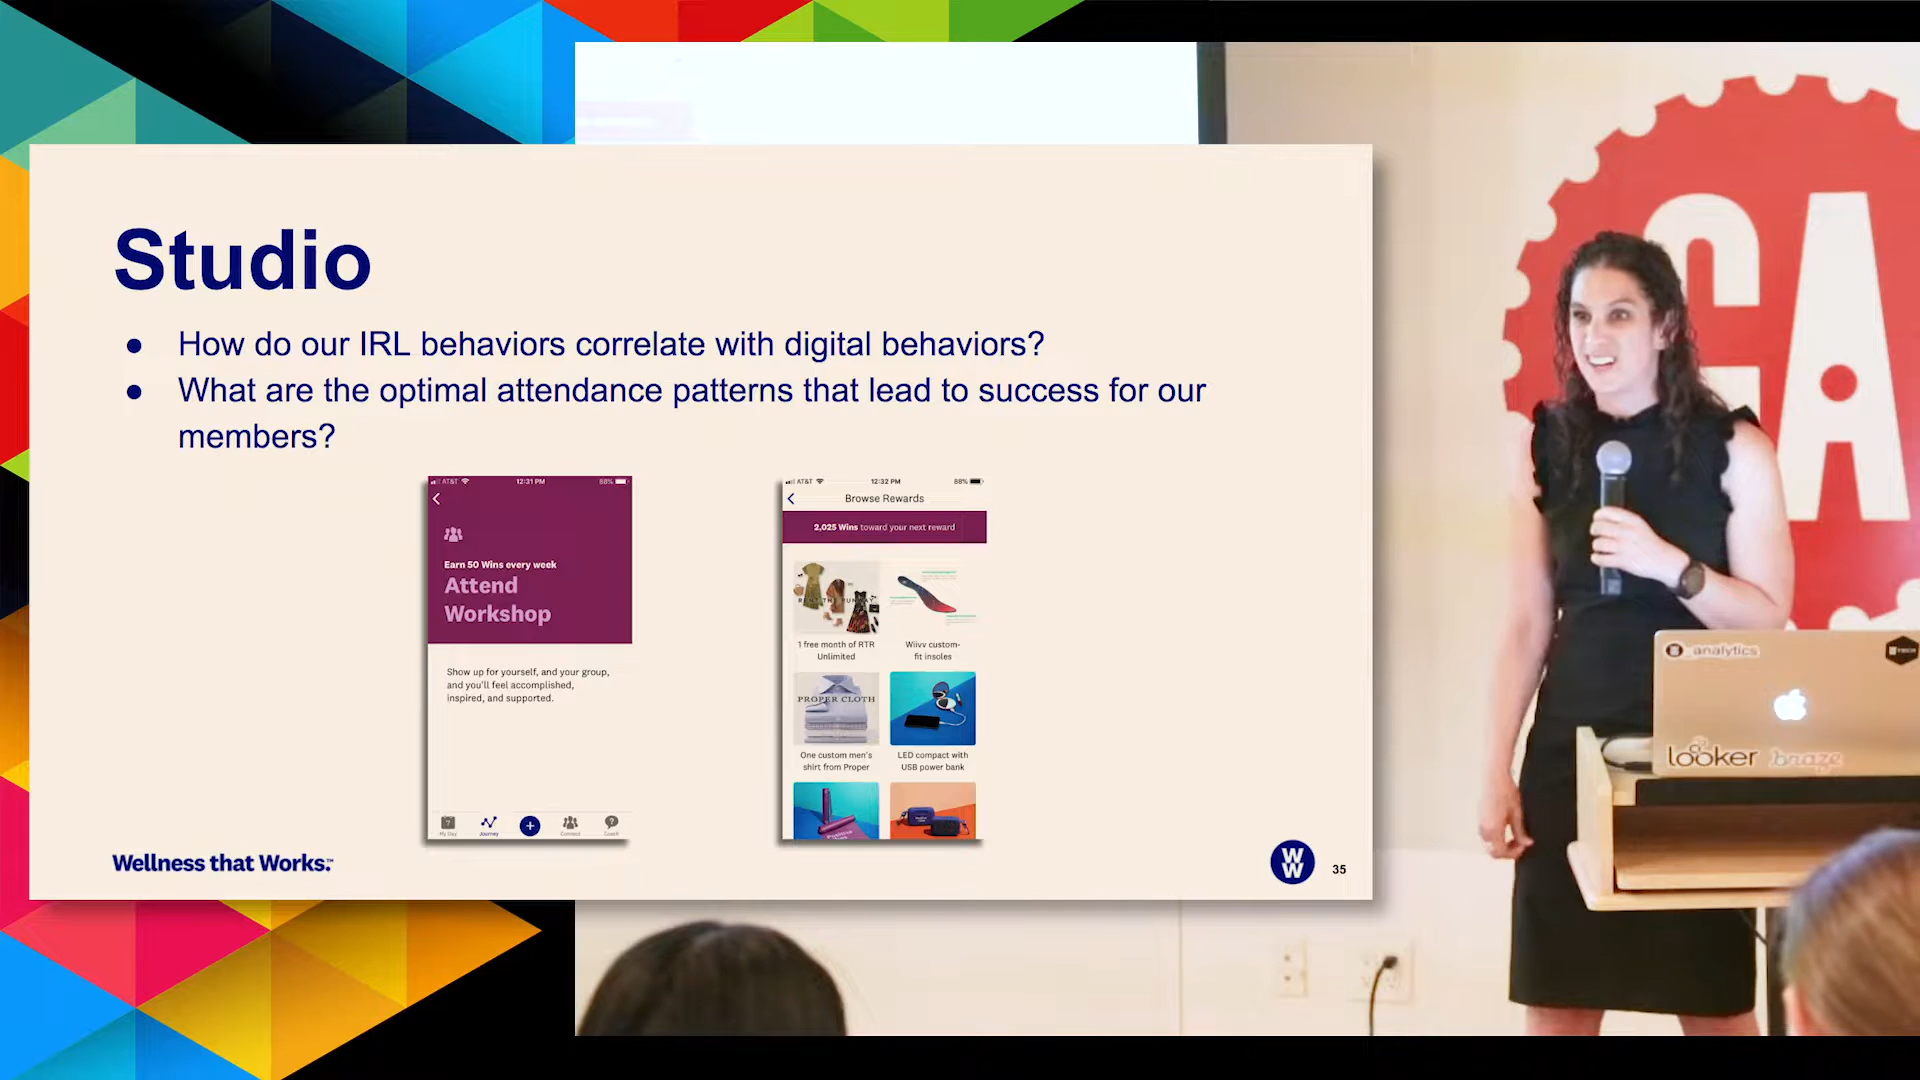 Studio
● How do our IRL behaviors correlate with digital behaviors?
● What are the optimal attendance patterns that lead to success for our
members?
AT&T 12:31 PM 88%
Earn 50 Wins every week
Attend
Workshop
Show up for yourself, and your group,
and you'll feel accomplished,
inspired, and supported.
My Day Journey Connect Coach
AT&T 12:32 PM 88%
Browse Rewards
2,025 Wins toward your next reward
RENT THE RUNWAY
1 free month of RTR
Unlimited
Wiivv custom-
fit insoles
PROPER CLOTH
One custom men's
shirt from Proper
LED compact with
USB power bank
Wellness that Works.™
W
W
35
GA
analytics
looker
braze